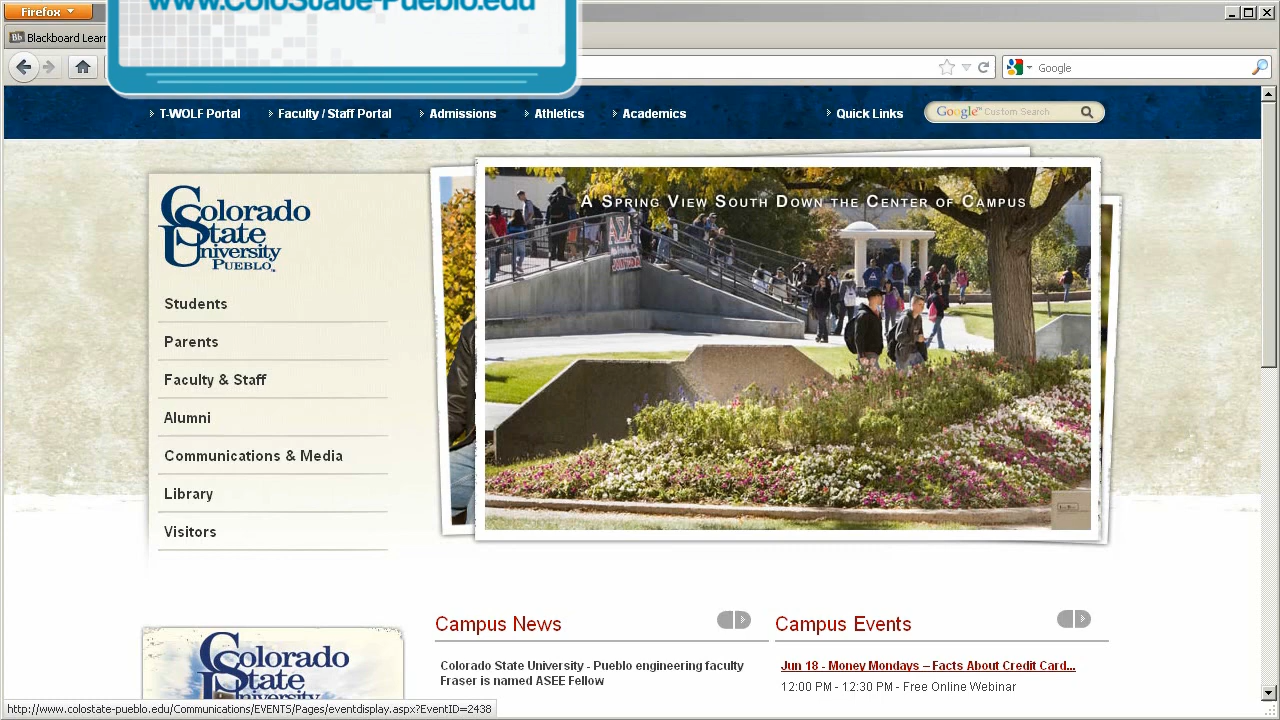 www.ColoState-Pueblo.edu
Firefox
Bb Blackboard Lear
Google
T-WOLF Portal
Faculty / Staff Portal
Admissions
Athletics
Academics
Quick Links
Google™ Custom Search
Colorado
State
University
PUEBLO
A Spring View South Down the Center of Campus
ΑΣΑ
Students
Parents
Faculty & Staff
Alumni
Communications & Media
Library
Visitors
Colorado
State
University
Campus News
Colorado State University - Pueblo engineering faculty
Fraser is named ASEE Fellow
Campus Events
Jun 18 - Money Mondays – Facts About Credit Card...
12:00 PM - 12:30 PM - Free Online Webinar
http://www.colostate-pueblo.edu/Communications/EVENTS/Pages/eventdisplay.aspx?EventID=2438